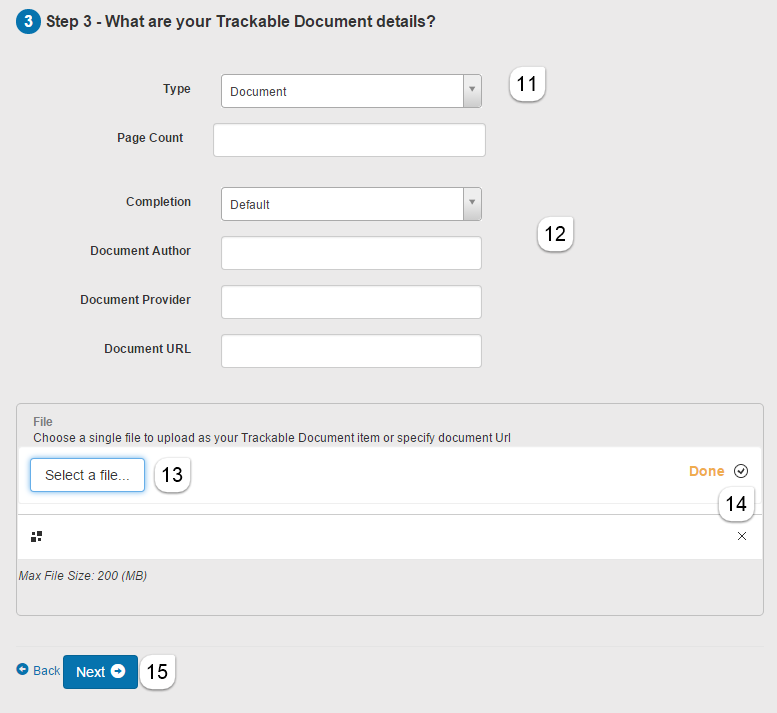 3 Step 3 - What are your Trackable Document details?
Type Document 11
Page Count
Completion Default
12
Document Author
Document Provider
Document URL
File
Choose a single file to upload as your Trackable Document item or specify document Url
Select a file... 13 Done
14
Max File Size: 200 (MB)
Back Next 15